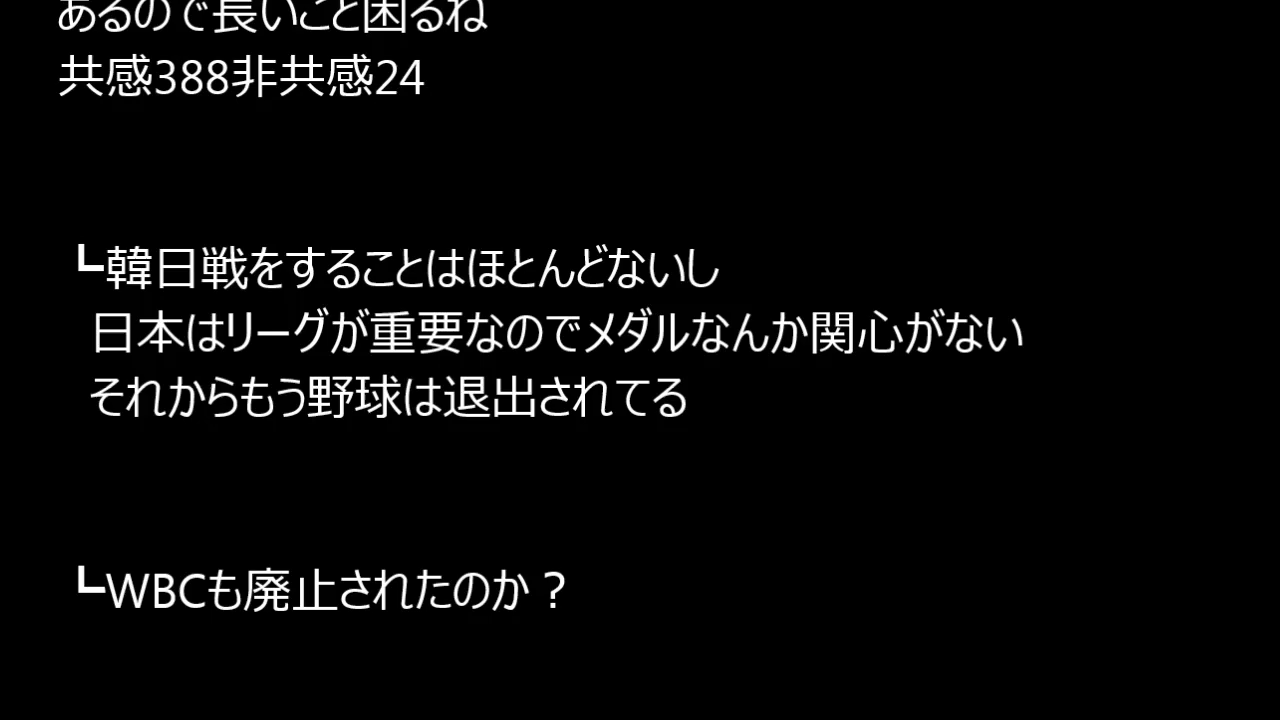 あるので長いこと困るね
共感388非共感24
┗韓日戦をすることはほとんどないし
日本はリーグが重要なのでメダルなんか関心がない
それからもう野球は退出されてる
┗WBCも廃止されたのか？